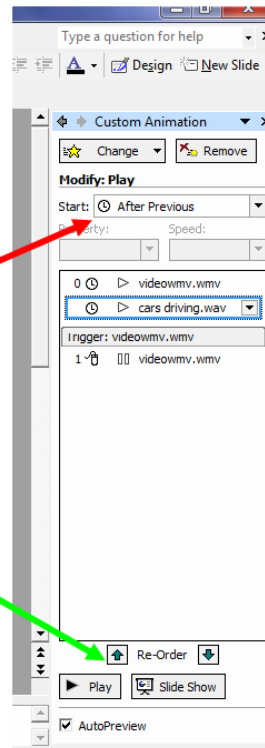 Type a question for help
A Design New Slide
Custom Animation
Change Remove
Modify: Play
Start: After Previous
Property: Speed:
0 videowmv.wmv
cars driving.wav
Trigger: videowmv.wmv
1 videowmv.wmv
Re-Order
Play Slide Show
AutoPreview